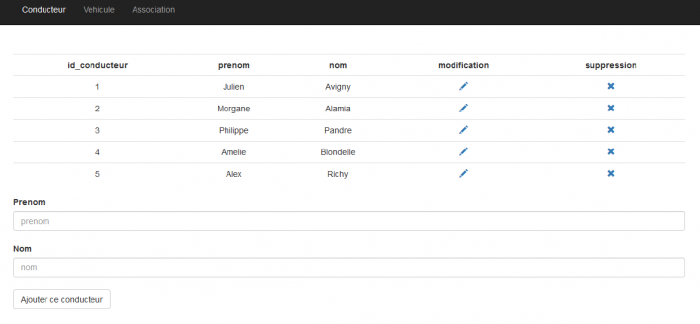 Conducteur Vehicule Association
id_conducteur prenom nom modification suppression
1 Julien Avigny
2 Morgane Alamia
3 Philippe Pandre
4 Amelie Blondelle
5 Alex Richy
Prenom
prenom
Nom
nom
Ajouter ce conducteur